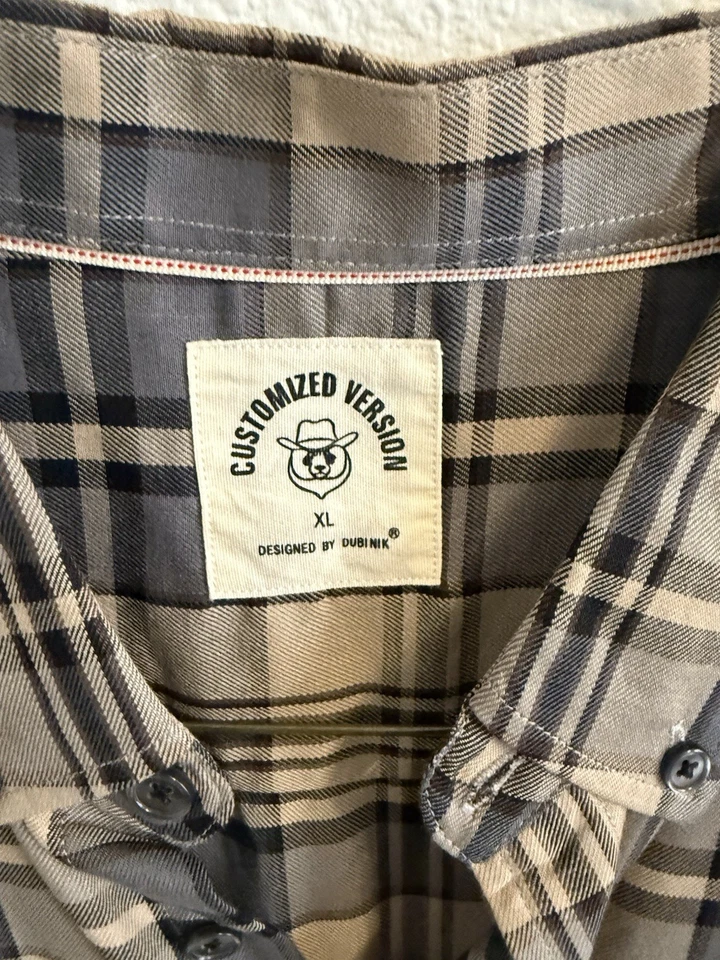 CUSTOMIZED VERSION
XL
DESIGNED BY DUBINIK®